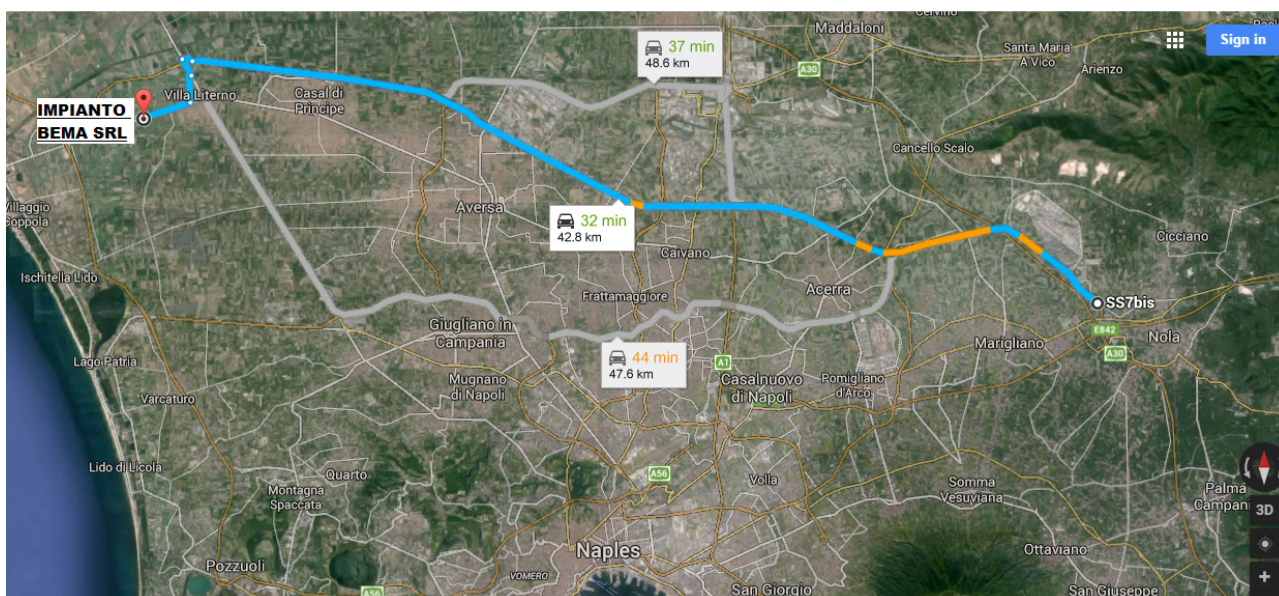 Maddaloni
Cervino
Sign in
37 min
48.6 km
Santa Maria
A Vico
A30
Arienzo
IMPIANTO
BEMA SRL
Villa Literno
Casal di
Principe
Cancello Scalo
Villaggio
Coppola
Aversa
32 min
42.8 km
Cicciano
Caivano
Ischitella Lido
Acerra
Frattamaggiore
SS7bis
Giugliano in
Campania
E842
Nola
Marigliano
A30
44 min
47.6 km
A1
Lago Patria
Mugnano
di Napoli
Casalnuovo
di Napoli
Pomigliano
d'Arco
Varcaturo
Lido di Licola
Quarto
A56
Volla
Somma
Vesuviana
Montagna
Spaccata
Palma
Campan
3D
Naples
Ottaviano
Pozzuoli
VOMERO
A56
San Giorgio
San Giuseppe